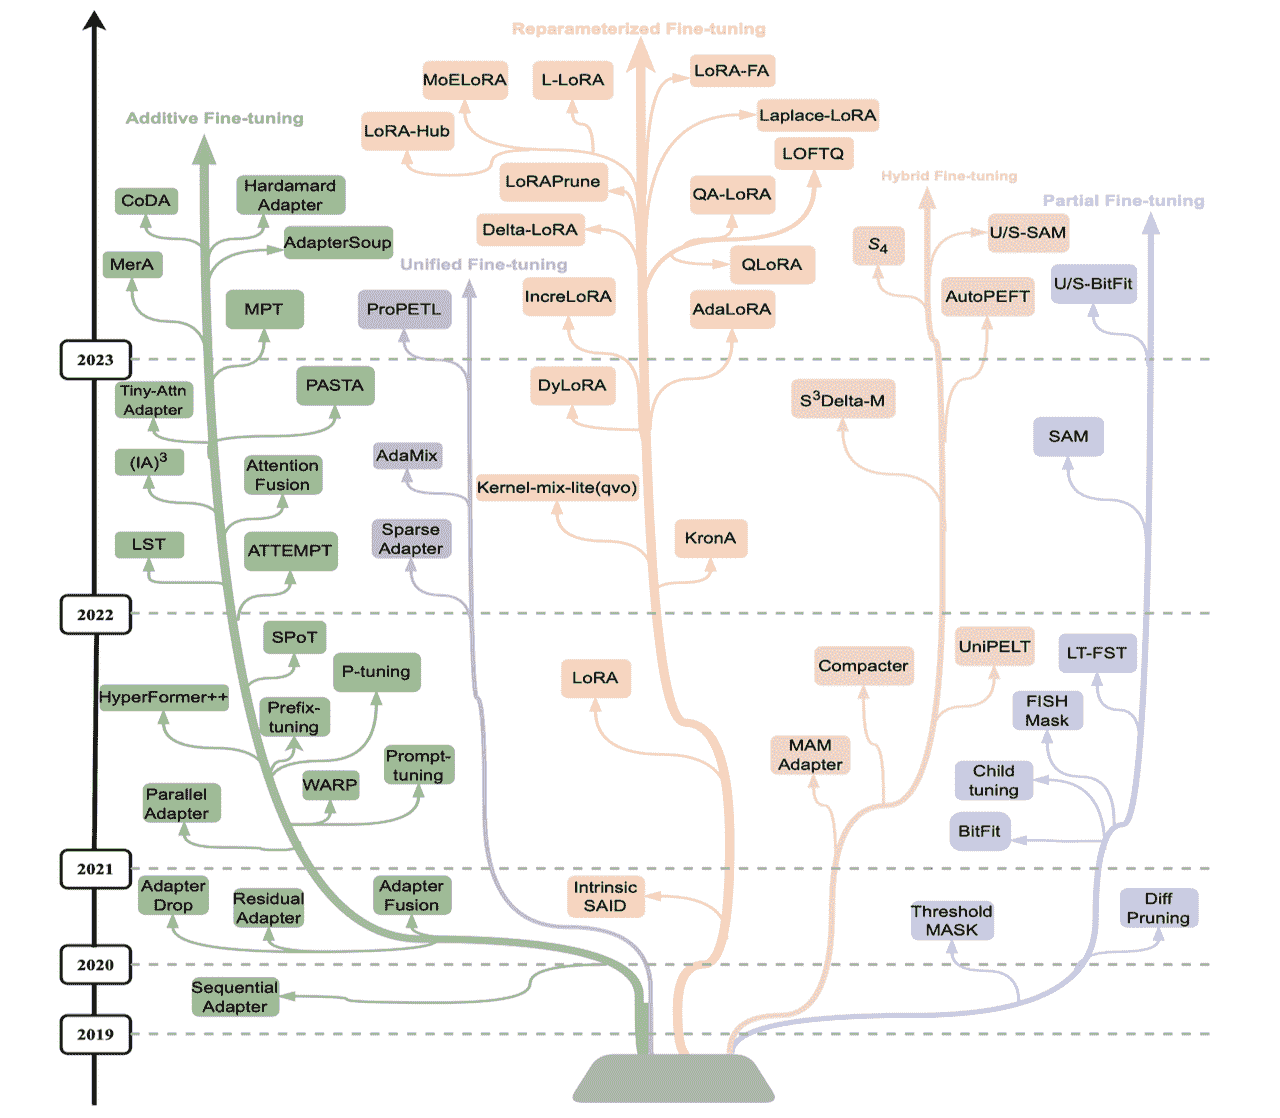 Reparameterized Fine-tuning
MoELoRA
L-LoRA
LoRA-FA
Additive Fine-tuning
LoRA-Hub
Laplace-LoRA
LOFTQ
Hybrid Fine-tuning
Partial Fine-tuning
CoDA
Hardamard
Adapter
LoRAPrune
QA-LoRA
AdapterSoup
Delta-LoRA
S4
U/S-SAM
MerA
Unified Fine-tuning
QLoRA
U/S-BitFit
MPT
ProPETL
IncreLoRA
AdaLoRA
AutoPEFT
2023
Tiny-Attn
Adapter
PASTA
DyLoRA
S3Delta-M
SAM
(IA)3
Attention
Fusion
AdaMix
Kernel-mix-lite(qvo)
LST
ATTEMPT
Sparse
Adapter
KronA
2022
SPoT
P-tuning
LoRA
Compacter
UniPELT
LT-FST
HyperFormer++
Prefix-
tuning
FISH
Mask
Prompt-
tuning
MAM
Adapter
Child
tuning
Parallel
Adapter
WARP
BitFit
2021
Adapter
Drop
Residual
Adapter
Adapter
Fusion
Intrinsic
SAID
Threshold
MASK
Diff
Pruning
2020
Sequential
Adapter
2019